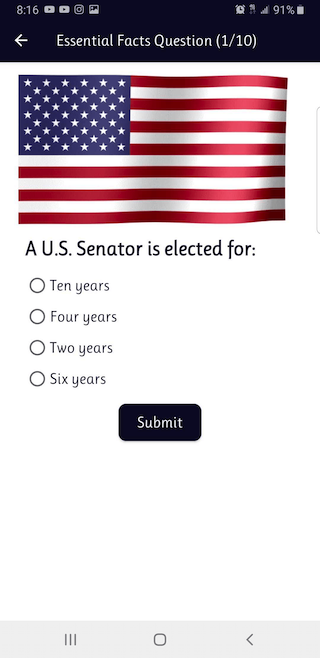 8:16 91%
Essential Facts Question (1/10)
A U.S. Senator is elected for:
Ten years
Four years
Two years
Six years
Submit